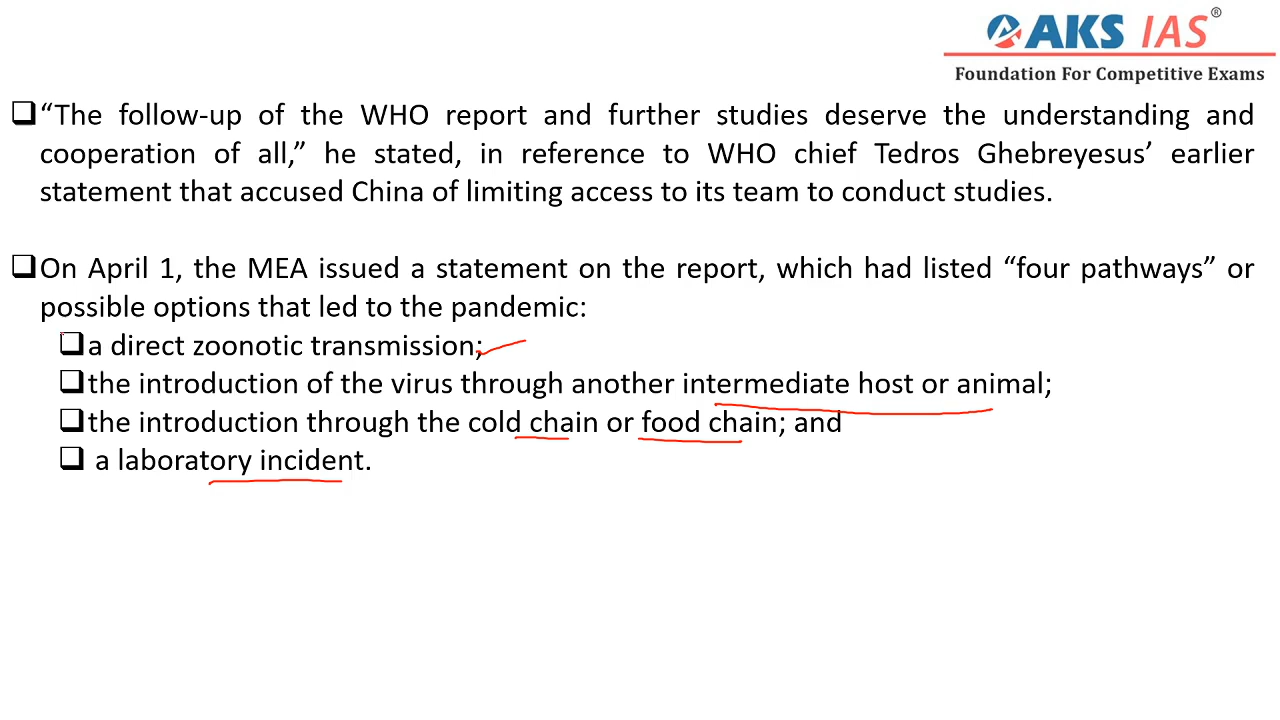 AKS IAS®
Foundation For Competitive Exams
“The follow-up of the WHO report and further studies deserve the understanding and
cooperation of all,” he stated, in reference to WHO chief Tedros Ghebreyesus’ earlier
statement that accused China of limiting access to its team to conduct studies.
On April 1, the MEA issued a statement on the report, which had listed “four pathways” or
possible options that led to the pandemic:
a direct zoonotic transmission;
the introduction of the virus through another intermediate host or animal;
the introduction through the cold chain or food chain; and
a laboratory incident.